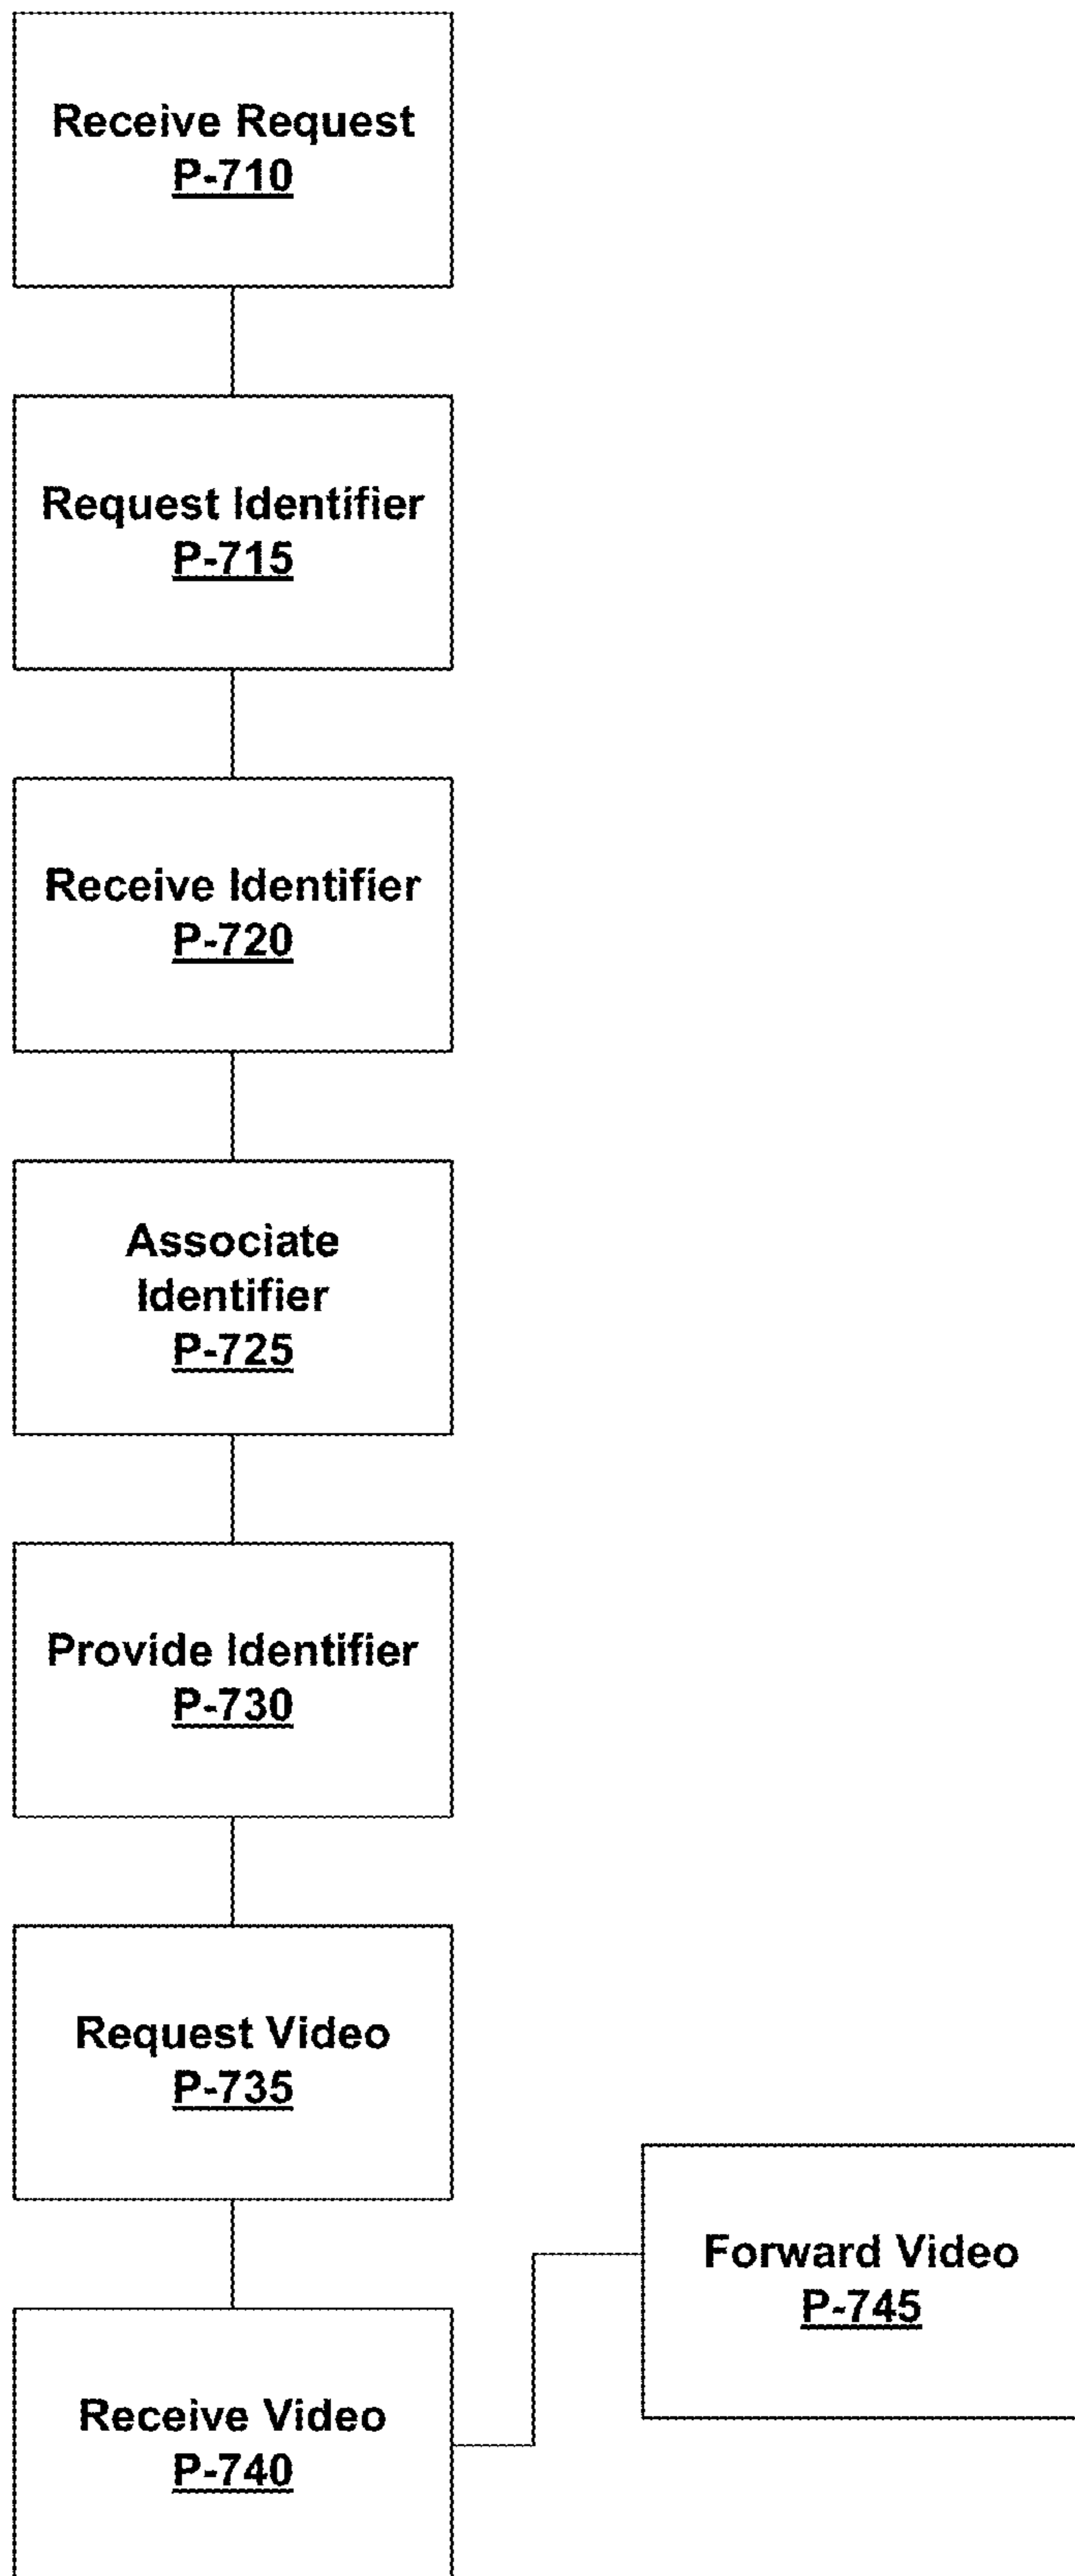 Receive Request
P-710
Request Identifier
P-715
Receive Identifier
P-720
Associate
Identifier
P-725
Provide Identifier
P-730
Request Video
P-735
Forward Video
P-745
Receive Video
P-740